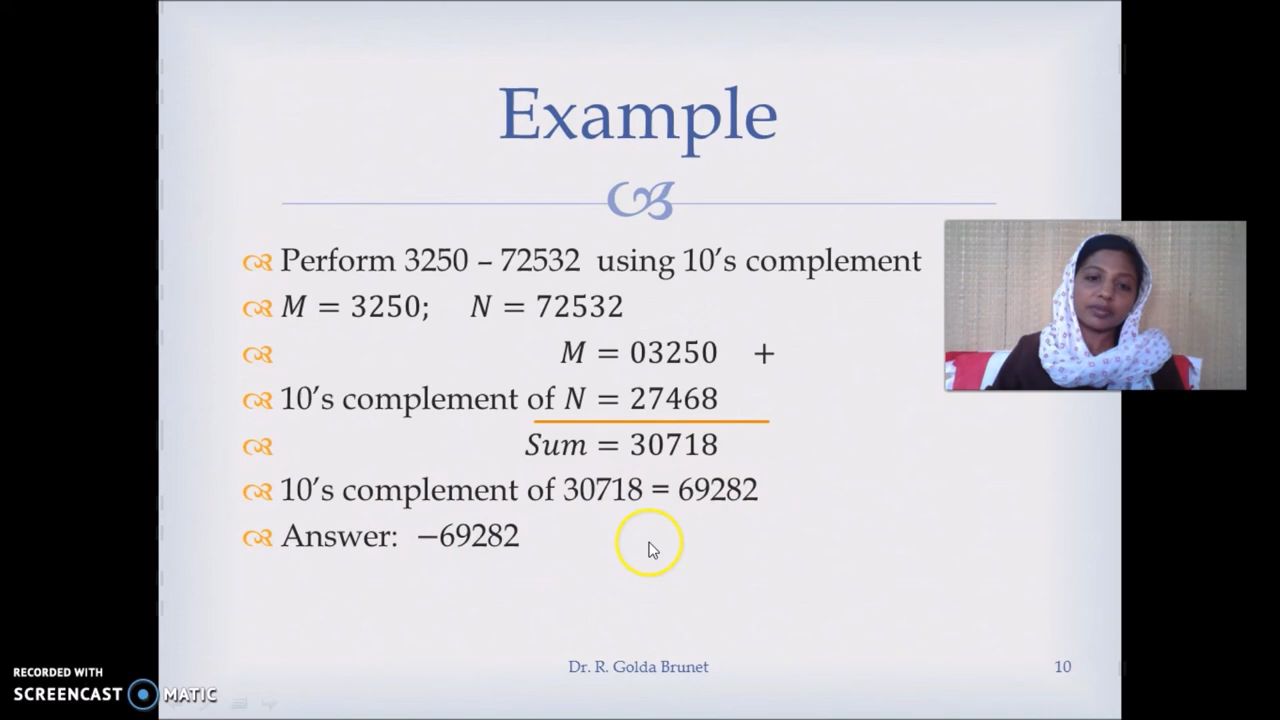 Example
Perform 3250 – 72532 using 10's complement
M = 3250; N = 72532
M = 03250 +
10's complement of N = 27468
Sum = 30718
10's complement of 30718 = 69282
Answer: −69282
Dr. R. Golda Brunet 10
RECORDED WITH
SCREENCAST MATIC